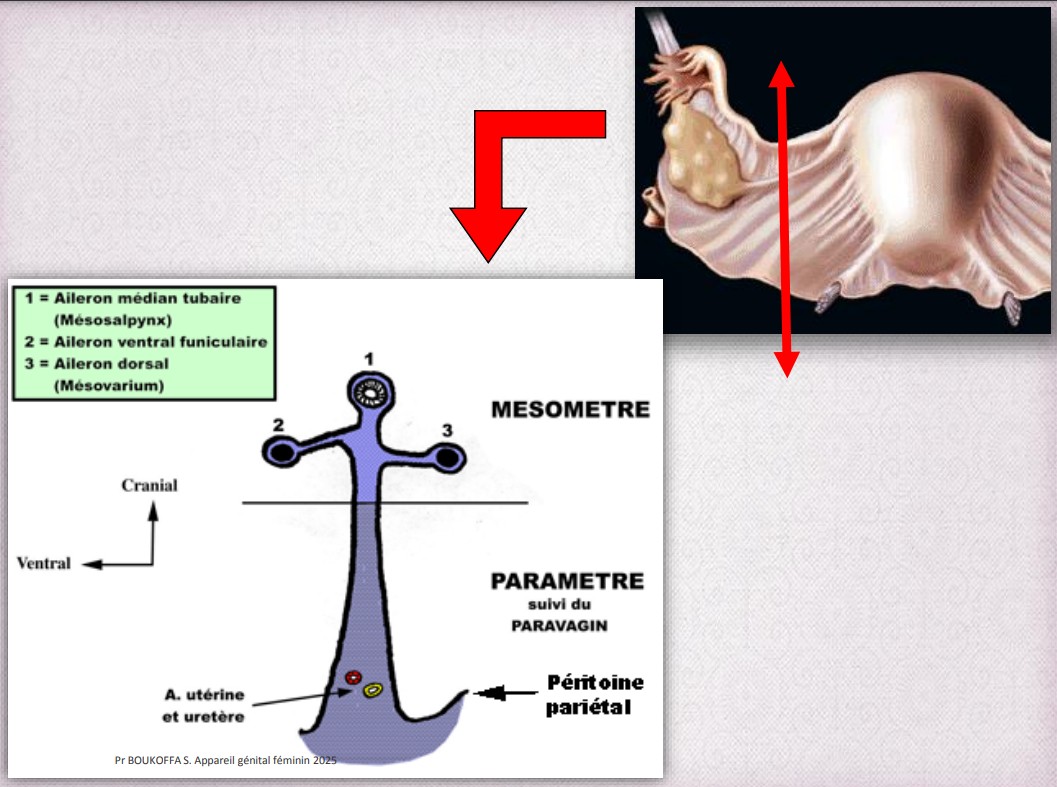 1 = Aileron médian tubaire
(Mésosalpynx)
2 = Aileron ventral funiculaire
3 = Aileron dorsal
(Mésovarium)
1
2
3
MESOMETRE
Cranial
Ventral
PARAMETRE
suivi du
PARAVAGIN
A. utérine
et uretère
Péritoine
pariétal
Pr BOUKOFFA S. Appareil génital féminin 2025